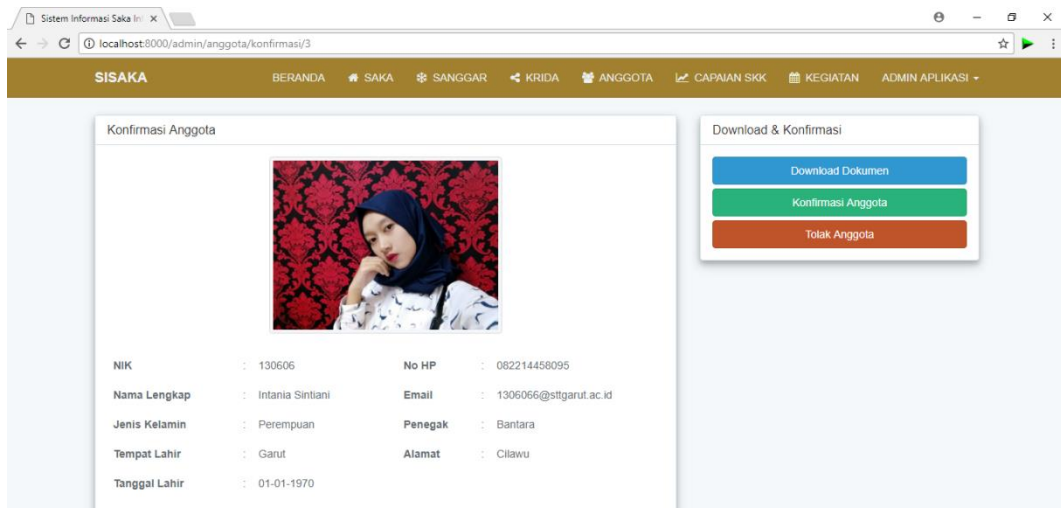 Sistem Informasi Saka In
localhost:8000/admin/anggota/konfirmasi/3
SISAKA BERANDA SAKA SANGGAR KRIDA ANGGOTA CAPAIAN SKK KEGIATAN ADMIN APLIKASI
Konfirmasi Anggota
NIK : 130606 No HP : 082214458095
Nama Lengkap : Intania Sintiani Email : 1306066@sttgarut.ac.id
Jenis Kelamin : Perempuan Penegak : Bantara
Tempat Lahir : Garut Alamat : Cilawu
Tanggal Lahir : 01-01-1970
Download & Konfirmasi
Download Dokumen
Konfirmasi Anggota
Tolak Anggota